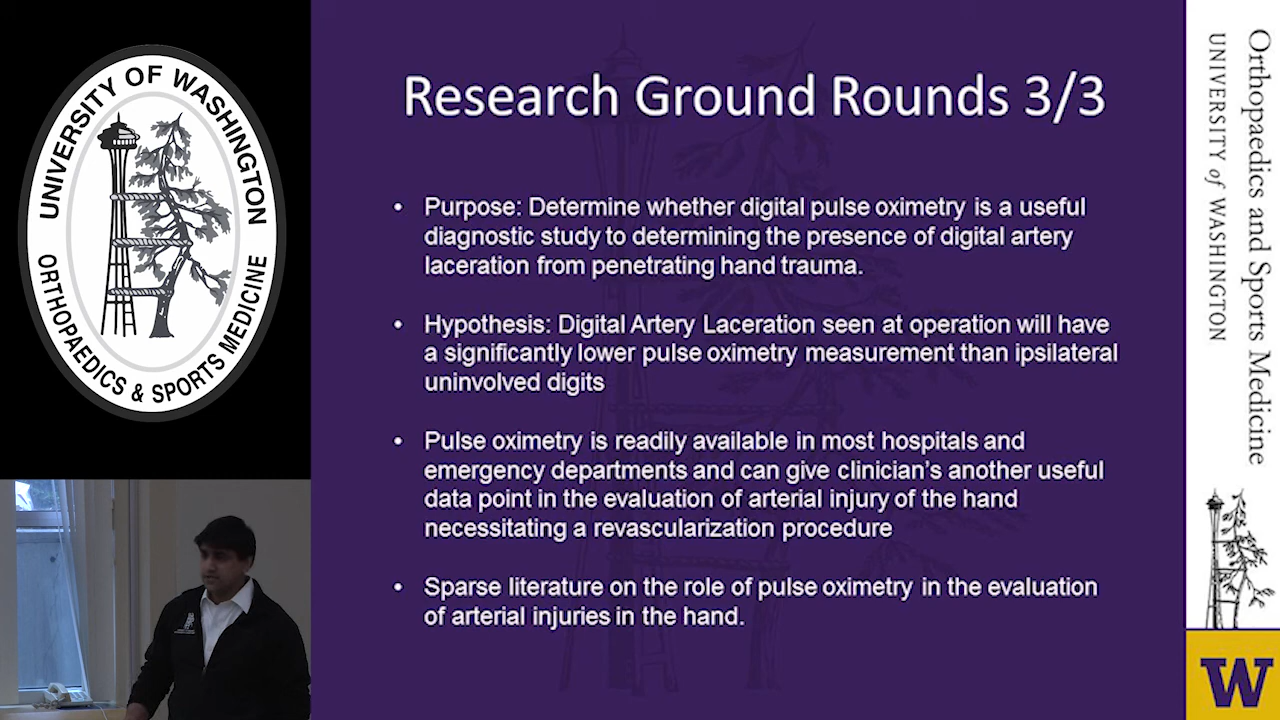 UNIVERSITY OF WASHINGTON
ORTHOPAEDICS & SPORTS MEDICINE
Research Ground Rounds 3/3
• Purpose: Determine whether digital pulse oximetry is a useful
diagnostic study to determining the presence of digital artery
laceration from penetrating hand trauma.
• Hypothesis: Digital Artery Laceration seen at operation will have
a significantly lower pulse oximetry measurement than ipsilateral
uninvolved digits
• Pulse oximetry is readily available in most hospitals and
emergency departments and can give clinician’s another useful
data point in the evaluation of arterial injury of the hand
necessitating a revascularization procedure
• Sparse literature on the role of pulse oximetry in the evaluation
of arterial injuries in the hand.
Orthopaedics and Sports Medicine
UNIVERSITY of WASHINGTON
W